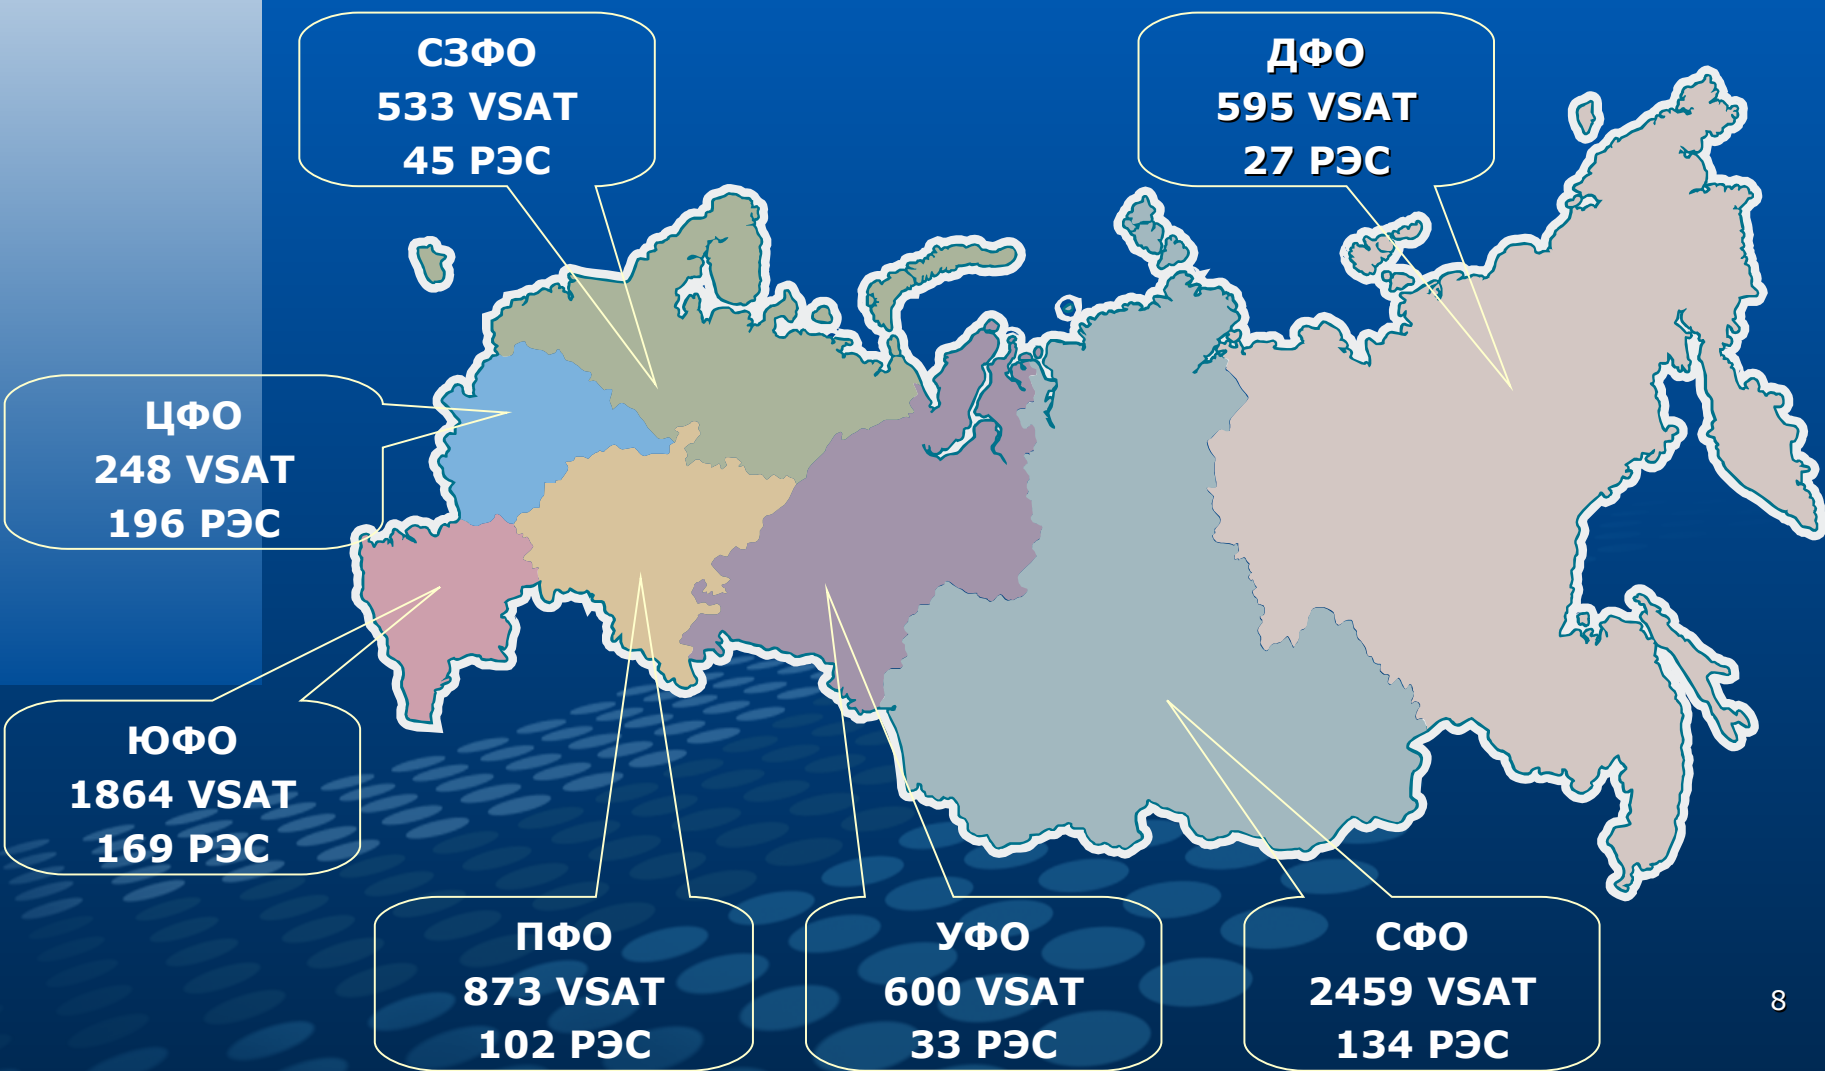 СЗФО
533 VSAT
45 РЭС
ДФО
595 VSAT
27 РЭС
ЦФО
248 VSAT
196 РЭС
ЮФО
1864 VSAT
169 РЭС
ПФО
873 VSAT
102 РЭС
УФО
600 VSAT
33 РЭС
СФО
2459 VSAT
134 РЭС
8